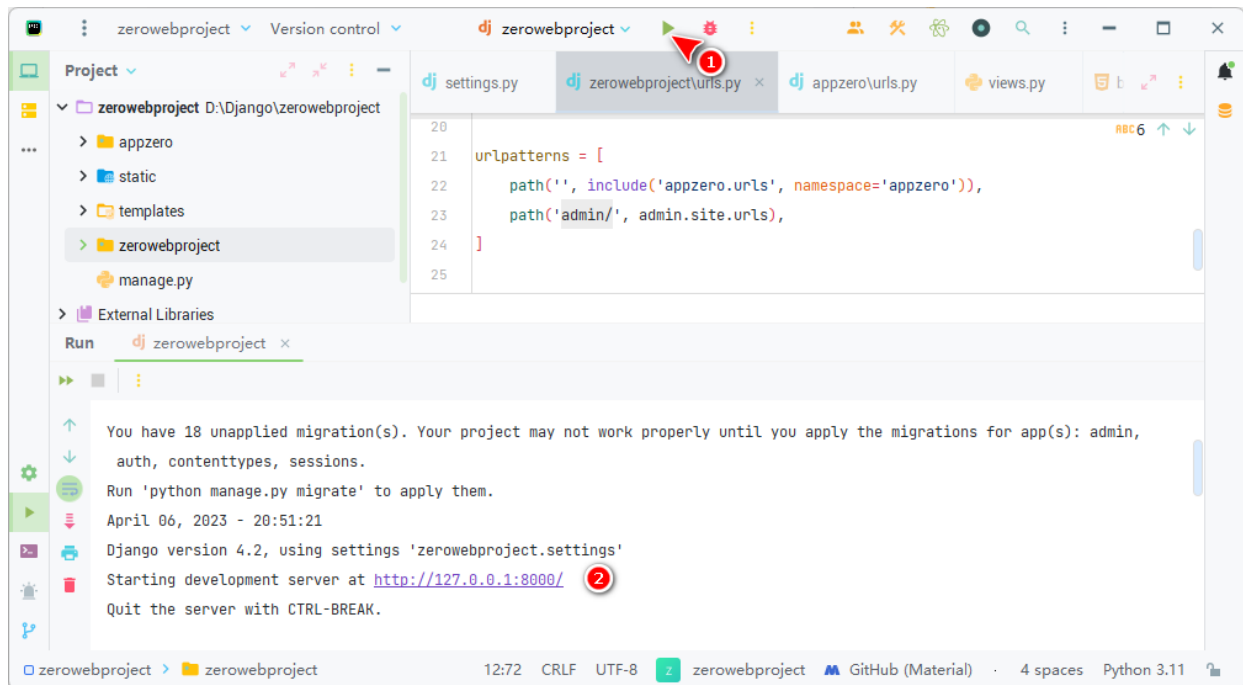 zerowebproject Version control dj zerowebproject
1
Project
settings.py zerowebproject\urls.py appzero\urls.py views.py
zerowebproject D:\Django\zerowebproject
appzero
static
templates
zerowebproject
manage.py
External Libraries
20
21 urlpatterns = [
22 path('', include('appzero.urls', namespace='appzero')),
23 path('admin/', admin.site.urls),
24 ]
25
ABC 6
Run dj zerowebproject
You have 18 unapplied migration(s). Your project may not work properly until you apply the migrations for app(s): admin,
auth, contenttypes, sessions.
Run 'python manage.py migrate' to apply them.
April 06, 2023 - 20:51:21
Django version 4.2, using settings 'zerowebproject.settings'
Starting development server at http://127.0.0.1:8000/ 2
Quit the server with CTRL-BREAK.
zerowebproject zerowebproject 12:72 CRLF UTF-8 z zerowebproject GitHub (Material) 4 spaces Python 3.11